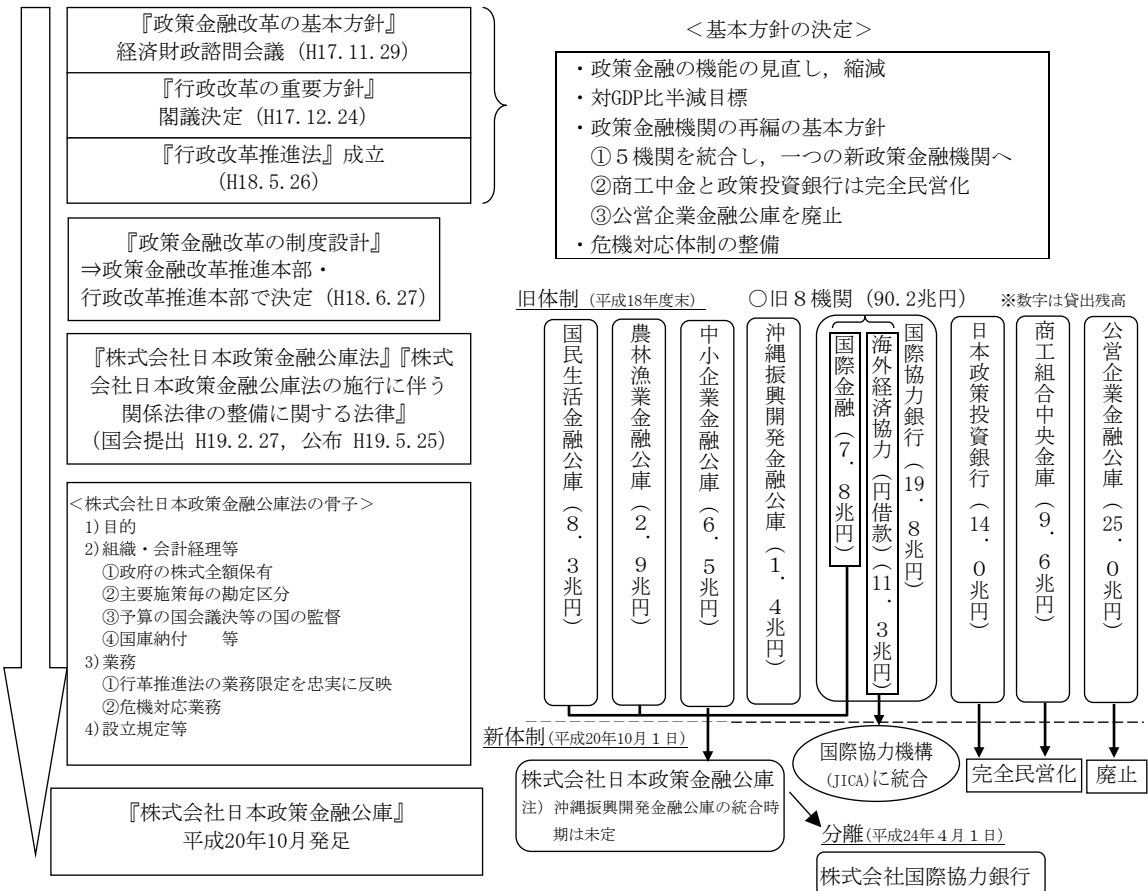 『政策金融改革の基本方針』
経済財政諮問会議 (H17.11.29)
『行政改革の重要方針』
閣議決定 (H17.12.24)
『行政改革推進法』成立
(H18.5.26)
『政策金融改革の制度設計』
⇒政策金融改革推進本部・
行政改革推進本部で決定 (H18.6.27)
『株式会社日本政策金融公庫法』『株式
会社日本政策金融公庫法の施行に伴う
関係法律の整備に関する法律』
(国会提出 H19.2.27, 公布 H19.5.25)
<株式会社日本政策金融公庫法の骨子>
1)目的
2)組織・会計経理等
①政府の株式全額保有
②主要施策毎の勘定区分
③予算の国会議決等の国の監督
④国庫納付　　等
3)業務
①行革推進法の業務限定を忠実に反映
②危機対応業務
4)設立規定等
『株式会社日本政策金融公庫』
平成20年10月発足
＜基本方針の決定＞
・政策金融の機能の見直し，縮減
・対GDP比半減目標
・政策金融機関の再編の基本方針
①５機関を統合し，一つの新政策金融機関へ
②商工中金と政策投資銀行は完全民営化
③公営企業金融公庫を廃止
・危機対応体制の整備
旧体制 (平成18年度末)　○旧８機関 (90.2兆円)　※数字は貸出残高
国民生活金融公庫（８．３兆円）
農林漁業金融公庫（２．９兆円）
中小企業金融公庫（６．５兆円）
沖縄振興開発金融公庫（１．４兆円）
国際金融（７．８兆円）
海外経済協力（円借款）（11．３兆円）
国際協力銀行（19．８兆円）
日本政策投資銀行（14．０兆円）
商工組合中央金庫（９．６兆円）
公営企業金融公庫（25．０兆円）
新体制(平成20年10月１日)
株式会社日本政策金融公庫
注) 沖縄振興開発金融公庫の統合時
期は未定
国際協力機構
(JICA)に統合
完全民営化
廃止
分離(平成24年４月１日)
株式会社国際協力銀行